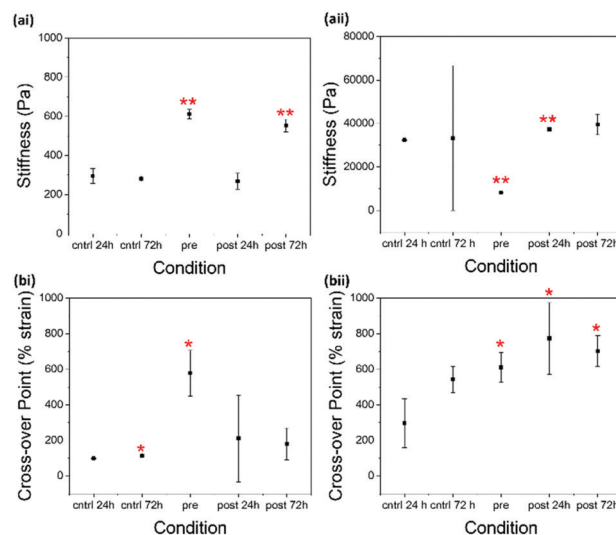 (ai)
1000
800
600
400
200
0
Stiffness (Pa)
**
**
cntrl 24h
cntrl 72h
pre
post 24h
post 72h
Condition
(aii)
80000
60000
40000
20000
0
Stiffness (Pa)
**
**
cntrl 24 h
cntrl 72 h
pre
post 24h
post 72h
Condition
(bi)
1000
800
600
400
200
0
Cross-over Point (% strain)
*
*
cntrl 24h
cntrl 72h
pre
post 24h
post 72h
Condition
(bii)
1000
800
600
400
200
0
Cross-over Point (% strain)
*
*
*
cntrl 24 h
cntrl 72 h
pre
post 24 h
post 72h
Condition